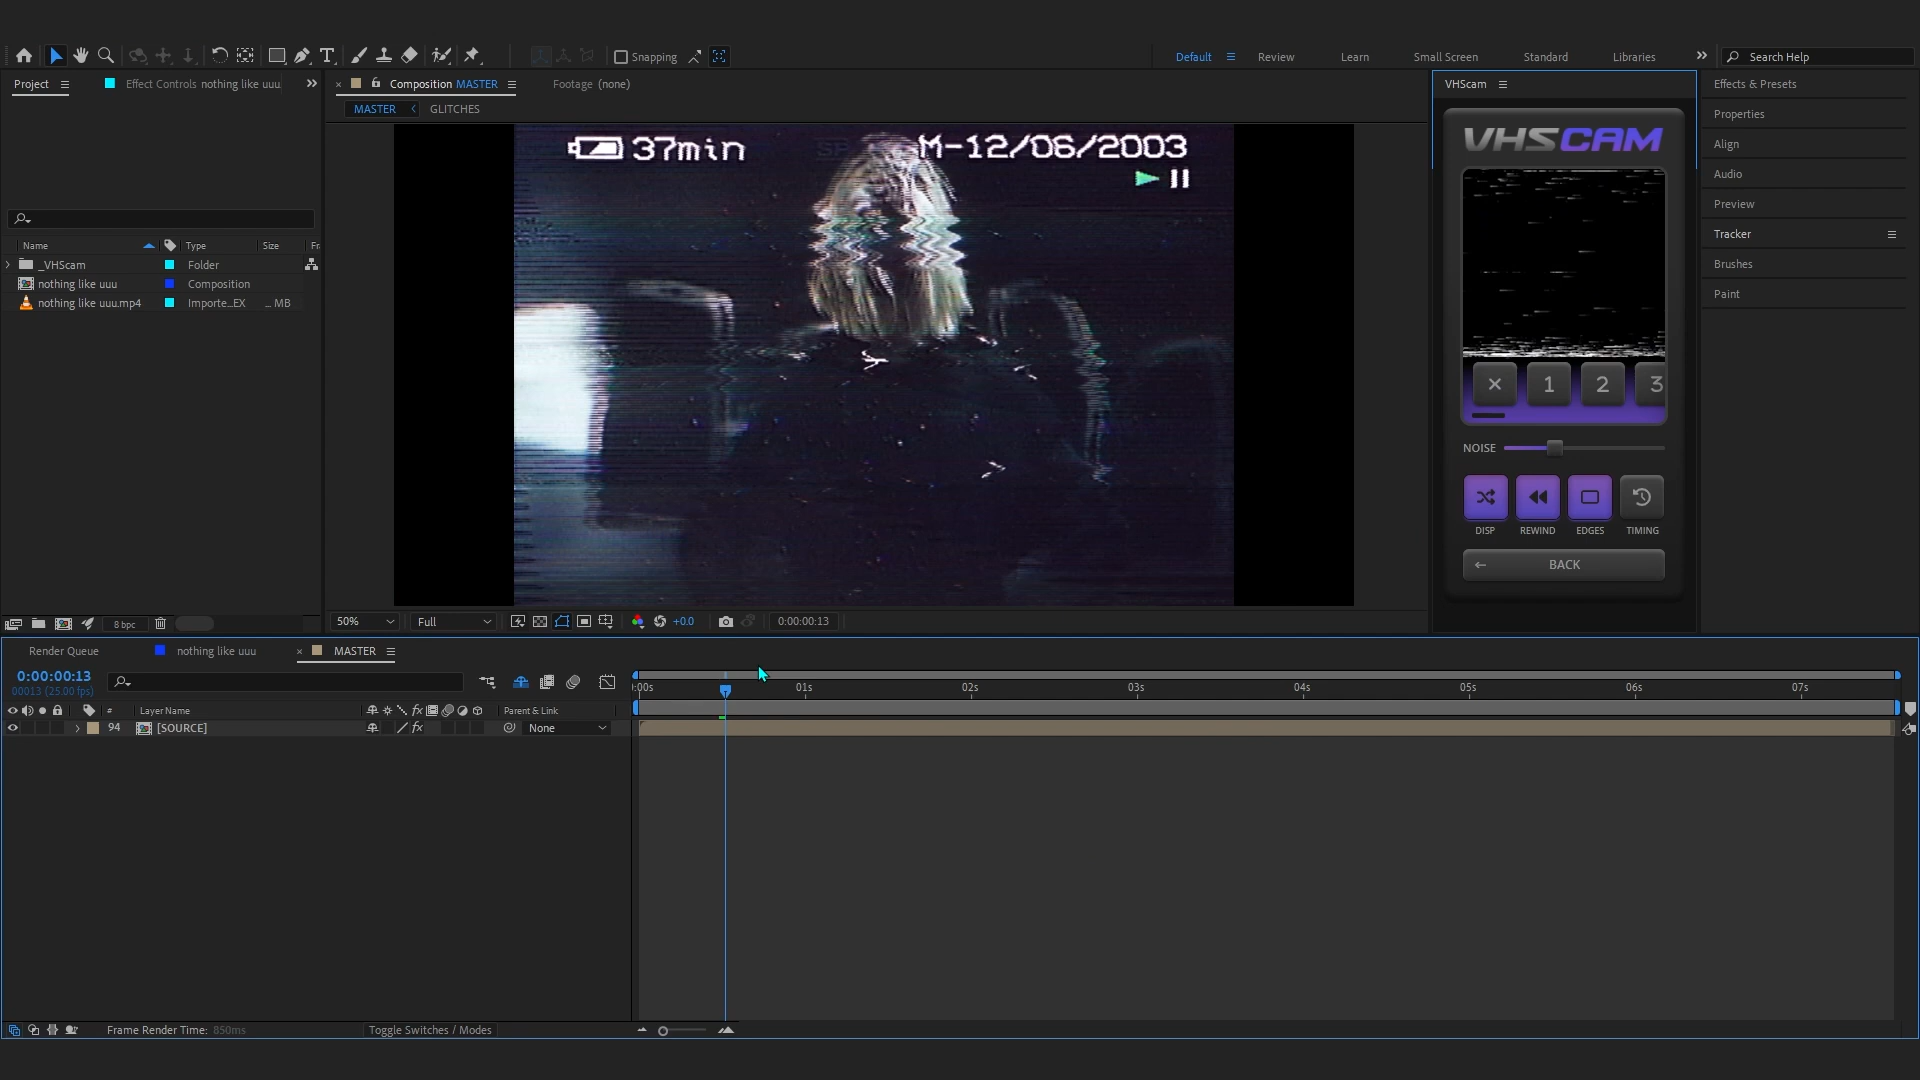 Snapping
Default
Review
Learn
Small Screen
Standard
Libraries
Search Help
Project
Effect Controls nothing like uuu.
Composition MASTER
Footage (none)
MASTER
GLITCHES
VHScam
Effects & Presets
Properties
Align
Audio
Preview
Tracker
Brushes
Paint
VHSCAM
37min
M-12/06/2003
Name
Type
Size
Fr
_VHScam
Folder
nothing like uuu
Composition
nothing like uuu.mp4
Importe...EX
... MB
1
2
3
NOISE
DISP
REWIND
EDGES
TIMING
BACK
8 bpc
50%
Full
+0.0
0:00:00:13
Render Queue
nothing like uuu
MASTER
0:00:00:13
00013 (25.00 fps)
:00s
01s
02s
03s
04s
05s
06s
07s
#
Layer Name
Parent & Link
94
[SOURCE]
None
Frame Render Time: 850ms
Toggle Switches / Modes